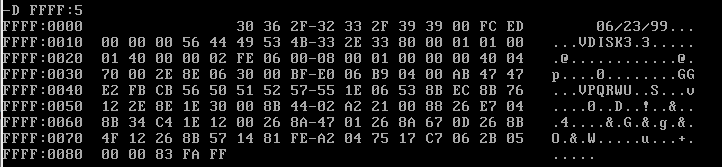 -D FFFF:5
FFFF:0000                 30 36 2F-32 33 2F 39 39 00 FC ED        06/23/99...
FFFF:0010  00 00 00 56 44 49 53 4B-33 2E 33 80 00 01 01 00   ...VDISK3.3.....
FFFF:0020  01 40 00 00 02 FE 06 00-08 00 01 00 00 00 40 04   .@............@.
FFFF:0030  70 00 2E 8E 06 30 00 BF-E0 06 B9 04 00 AB 47 47   p....0........GG
FFFF:0040  E2 FB CB 56 50 51 52 57-55 1E 06 53 8B EC 8B 76   ...VPQRWU..S...v
FFFF:0050  12 2E 8E 1E 30 00 8B 44-02 A2 21 00 88 26 E7 04   ....0..D..!..&..
FFFF:0060  8B 34 C4 1E 12 00 26 8A-47 01 26 8A 67 0D 26 8B   .4....&.G.&.g.&.
FFFF:0070  4F 12 26 8B 57 14 81 FE-A2 04 75 17 C7 06 2B 05   O.&.W.....u...+.
FFFF:0080  00 00 83 FA FF                                    .....